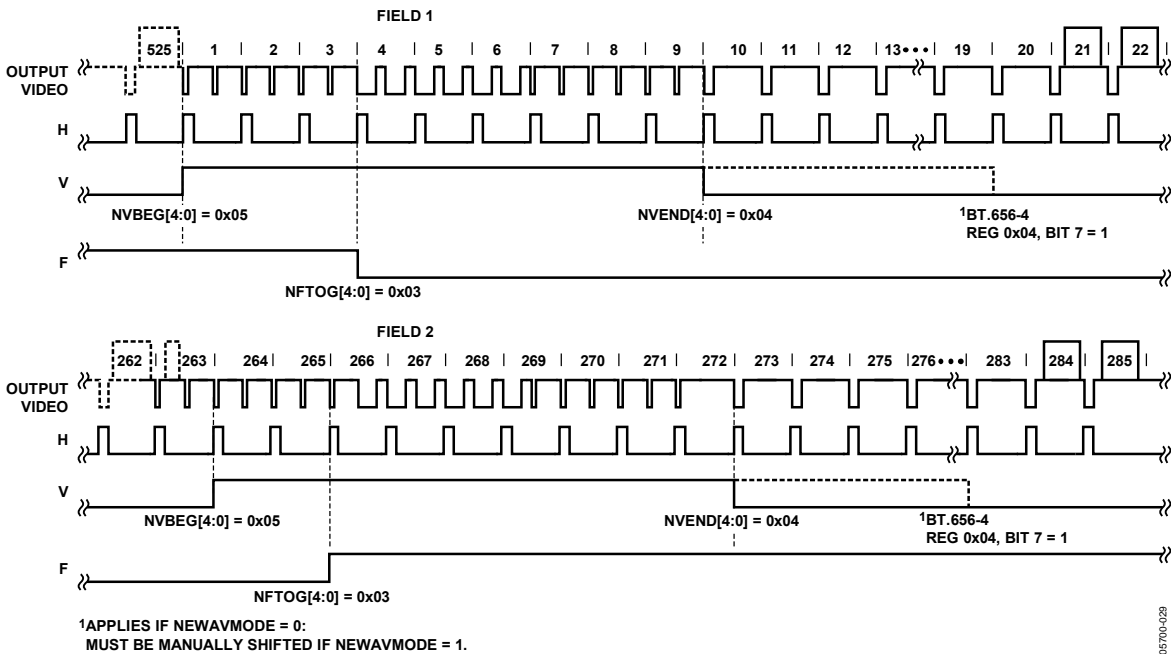 FIELD 1
525 | 1 | 2 | 3 | 4 | 5 | 6 | 7 | 8 | 9 | 10 | 11 | 12 | 13 ••• | 19 | 20 | 21 | 22 |
OUTPUT
VIDEO
H
V
NVBEG[4:0] = 0x05
NVEND[4:0] = 0x04
1BT.656-4
REG 0x04, BIT 7 = 1
F
NFTOG[4:0] = 0x03
FIELD 2
262 | 263 | 264 | 265 | 266 | 267 | 268 | 269 | 270 | 271 | 272 | 273 | 274 | 275 | 276 ••• | 283 | 284 | 285 |
OUTPUT
VIDEO
H
V
NVBEG[4:0] = 0x05
NVEND[4:0] = 0x04
1BT.656-4
REG 0x04, BIT 7 = 1
F
NFTOG[4:0] = 0x03
1APPLIES IF NEWAVMODE = 0:
MUST BE MANUALLY SHIFTED IF NEWAVMODE = 1.
05700-029